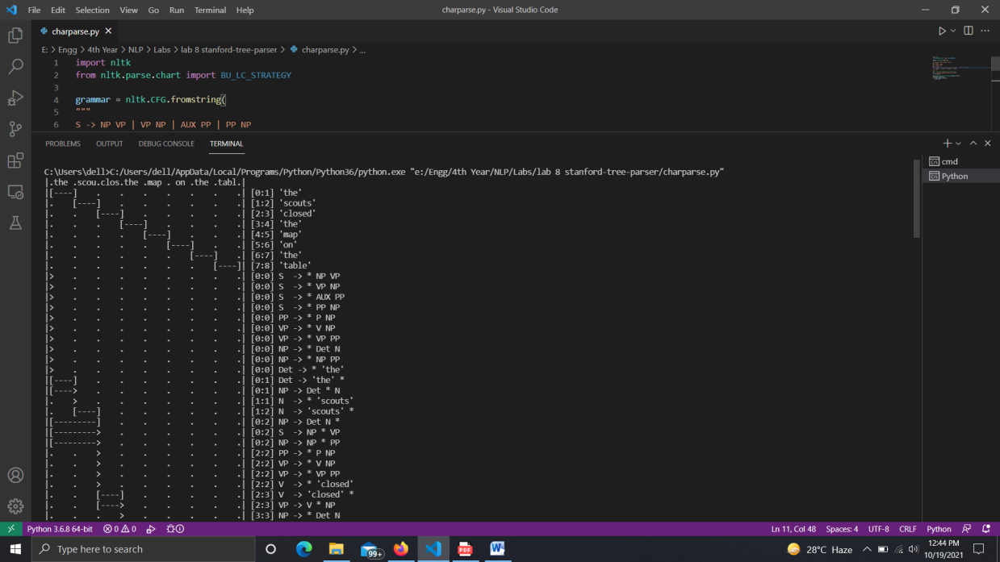 File Edit Selection View Go Run Terminal Help charparse.py - Visual Studio Code
charparse.py
E: > Engg > 4th Year > NLP > Labs > lab 8 stanford-tree-parser > charparse.py > ...
1 import nltk
2 from nltk.parse.chart import BU_LC_STRATEGY
3
4 grammar = nltk.CFG.fromstring(
5 """
6 S -> NP VP | VP NP | AUX PP | PP NP
PROBLEMS OUTPUT DEBUG CONSOLE TERMINAL
cmd
Python
C:\Users\dell>C:/Users/dell/AppData/Local/Programs/Python/Python36/python.exe "e:/Engg/4th Year/NLP/Labs/lab 8 stanford-tree-parser/charparse.py"
|.the .scou.clos.the .map . on .the .tabl.|
|[----]    .    .    .    .    .    .    .| [0:1] 'the'
|.    [----]    .    .    .    .    .    .| [1:2] 'scouts'
|.    .    [----]    .    .    .    .    .| [2:3] 'closed'
|.    .    .    [----]    .    .    .    .| [3:4] 'the'
|.    .    .    .    [----]    .    .    .| [4:5] 'map'
|.    .    .    .    .    [----]    .    .| [5:6] 'on'
|.    .    .    .    .    .    [----]    .| [6:7] 'the'
|.    .    .    .    .    .    .    [----]| [7:8] 'table'
|>    .    .    .    .    .    .    .    .| [0:0] S  -> * NP VP
|>    .    .    .    .    .    .    .    .| [0:0] S  -> * VP NP
|>    .    .    .    .    .    .    .    .| [0:0] S  -> * AUX PP
|>    .    .    .    .    .    .    .    .| [0:0] S  -> * PP NP
|>    .    .    .    .    .    .    .    .| [0:0] PP -> * P NP
|>    .    .    .    .    .    .    .    .| [0:0] VP -> * V NP
|>    .    .    .    .    .    .    .    .| [0:0] VP -> * VP PP
|>    .    .    .    .    .    .    .    .| [0:0] NP -> * Det N
|>    .    .    .    .    .    .    .    .| [0:0] NP -> * NP PP
|>    .    .    .    .    .    .    .    .| [0:0] Det -> * 'the'
|[----]    .    .    .    .    .    .    .| [0:1] Det -> 'the' *
|[---->    .    .    .    .    .    .    .| [0:1] NP -> Det * N
|.    >    .    .    .    .    .    .    .| [1:1] N  -> * 'scouts'
|.    [----]    .    .    .    .    .    .| [1:2] N  -> 'scouts' *
|[---------]    .    .    .    .    .    .| [0:2] NP -> Det N *
|[--------->    .    .    .    .    .    .| [0:2] S  -> NP * VP
|[--------->    .    .    .    .    .    .| [0:2] NP -> NP * PP
|.    .    >    .    .    .    .    .    .| [2:2] PP -> * P NP
|.    .    >    .    .    .    .    .    .| [2:2] VP -> * V NP
|.    .    >    .    .    .    .    .    .| [2:2] VP -> * VP PP
|.    .    >    .    .    .    .    .    .| [2:2] V  -> * 'closed'
|.    .    [----]    .    .    .    .    .| [2:3] V  -> 'closed' *
|.    .    [---->    .    .    .    .    .| [2:3] VP -> V * NP
|.    .    .    >    .    .    .    .    .| [3:3] NP -> * Det N
Python 3.6.8 64-bit 0 0 Ln 11, Col 48 Spaces: 4 UTF-8 CRLF Python
Type here to search 99+ PDF 28°C Haze 12:44 PM
10/19/2021